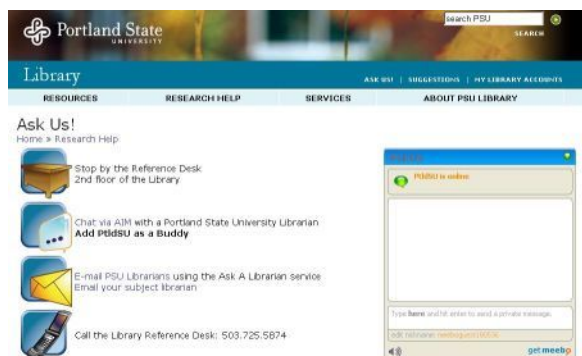 Portland State
UNIVERSITY
search PSU
SEARCH
Library
ASK US! | SUGGESTIONS | MY LIBRARY ACCOUNTS
RESOURCES RESEARCH HELP SERVICES ABOUT PSU LIBRARY
Ask Us!
Home » Research Help
Stop by the Reference Desk
2nd floor of the Library
Chat via AIM with a Portland State University Librarian
Add PtldSU as a Buddy
E-mail PSU Librarians using the Ask A Librarian service
Email your subject librarian
Call the Library Reference Desk: 503.725.5874
PtldSU is online
Type here and hit enter to send a private message.
edit nickname
get meebo